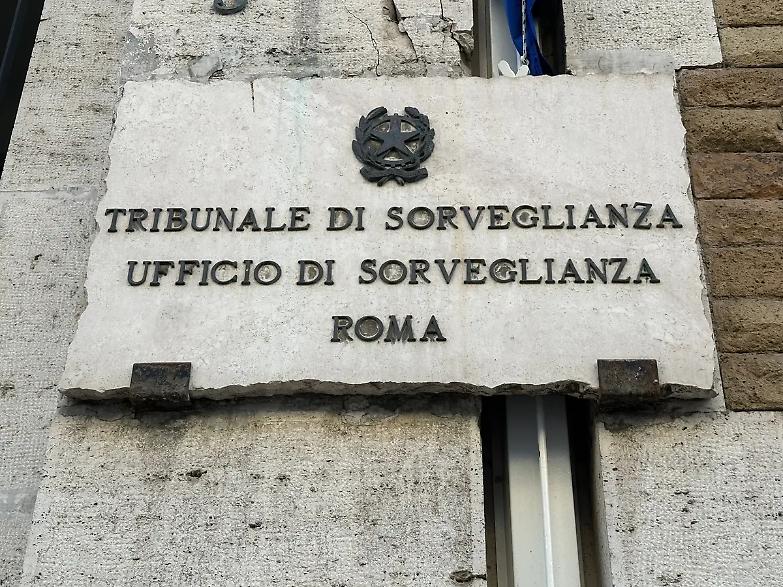 TRIBUNALE DI SORVEGLIANZA
UFFICIO DI SORVEGLIANZA
ROMA